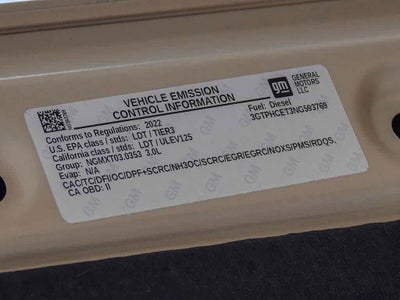 VEHICLE EMISSION
CONTROL INFORMATION
gm GENERAL MOTORS LLC
Conforms to Regulations: 2022
Fuel: Diesel
U.S. EPA class / stds: LDT / TIER3
3GTPHCET3NG593769
California class / stds: LDT / ULEV125
Group: NGMXT03.0353 3.0L
Evap: N/A
CAC/TC/DFI/OC/DPF+SCRC/NH3OC/SCRC/EGR/EGRC/NOXS/PMS/RDQS,
CA OBD: II